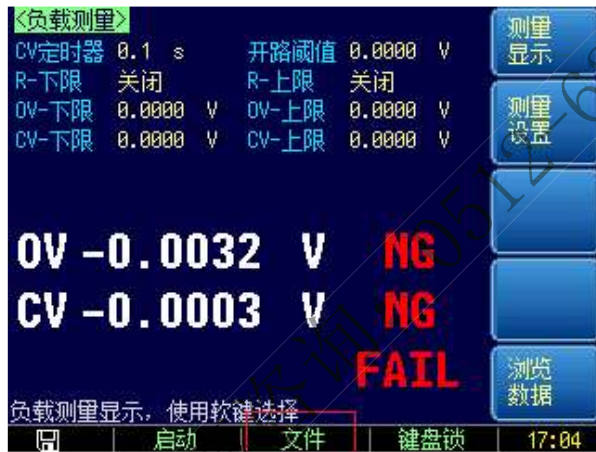 <负载测量>
CV定时器 0.1 s 开路阈值 0.0000 V
R-下限 关闭 R-上限 关闭
OV-下限 0.0000 V OV-上限 0.0000 V
CV-下限 0.0000 V CV-上限 0.0000 V
OV -0.0032 V NG
CV -0.0003 V NG
FAIL
负载测量显示，使用软键选择
测量
显示
测量
设置
浏览
数据
启动 文件 键盘锁 17:04
咨询
0512-6